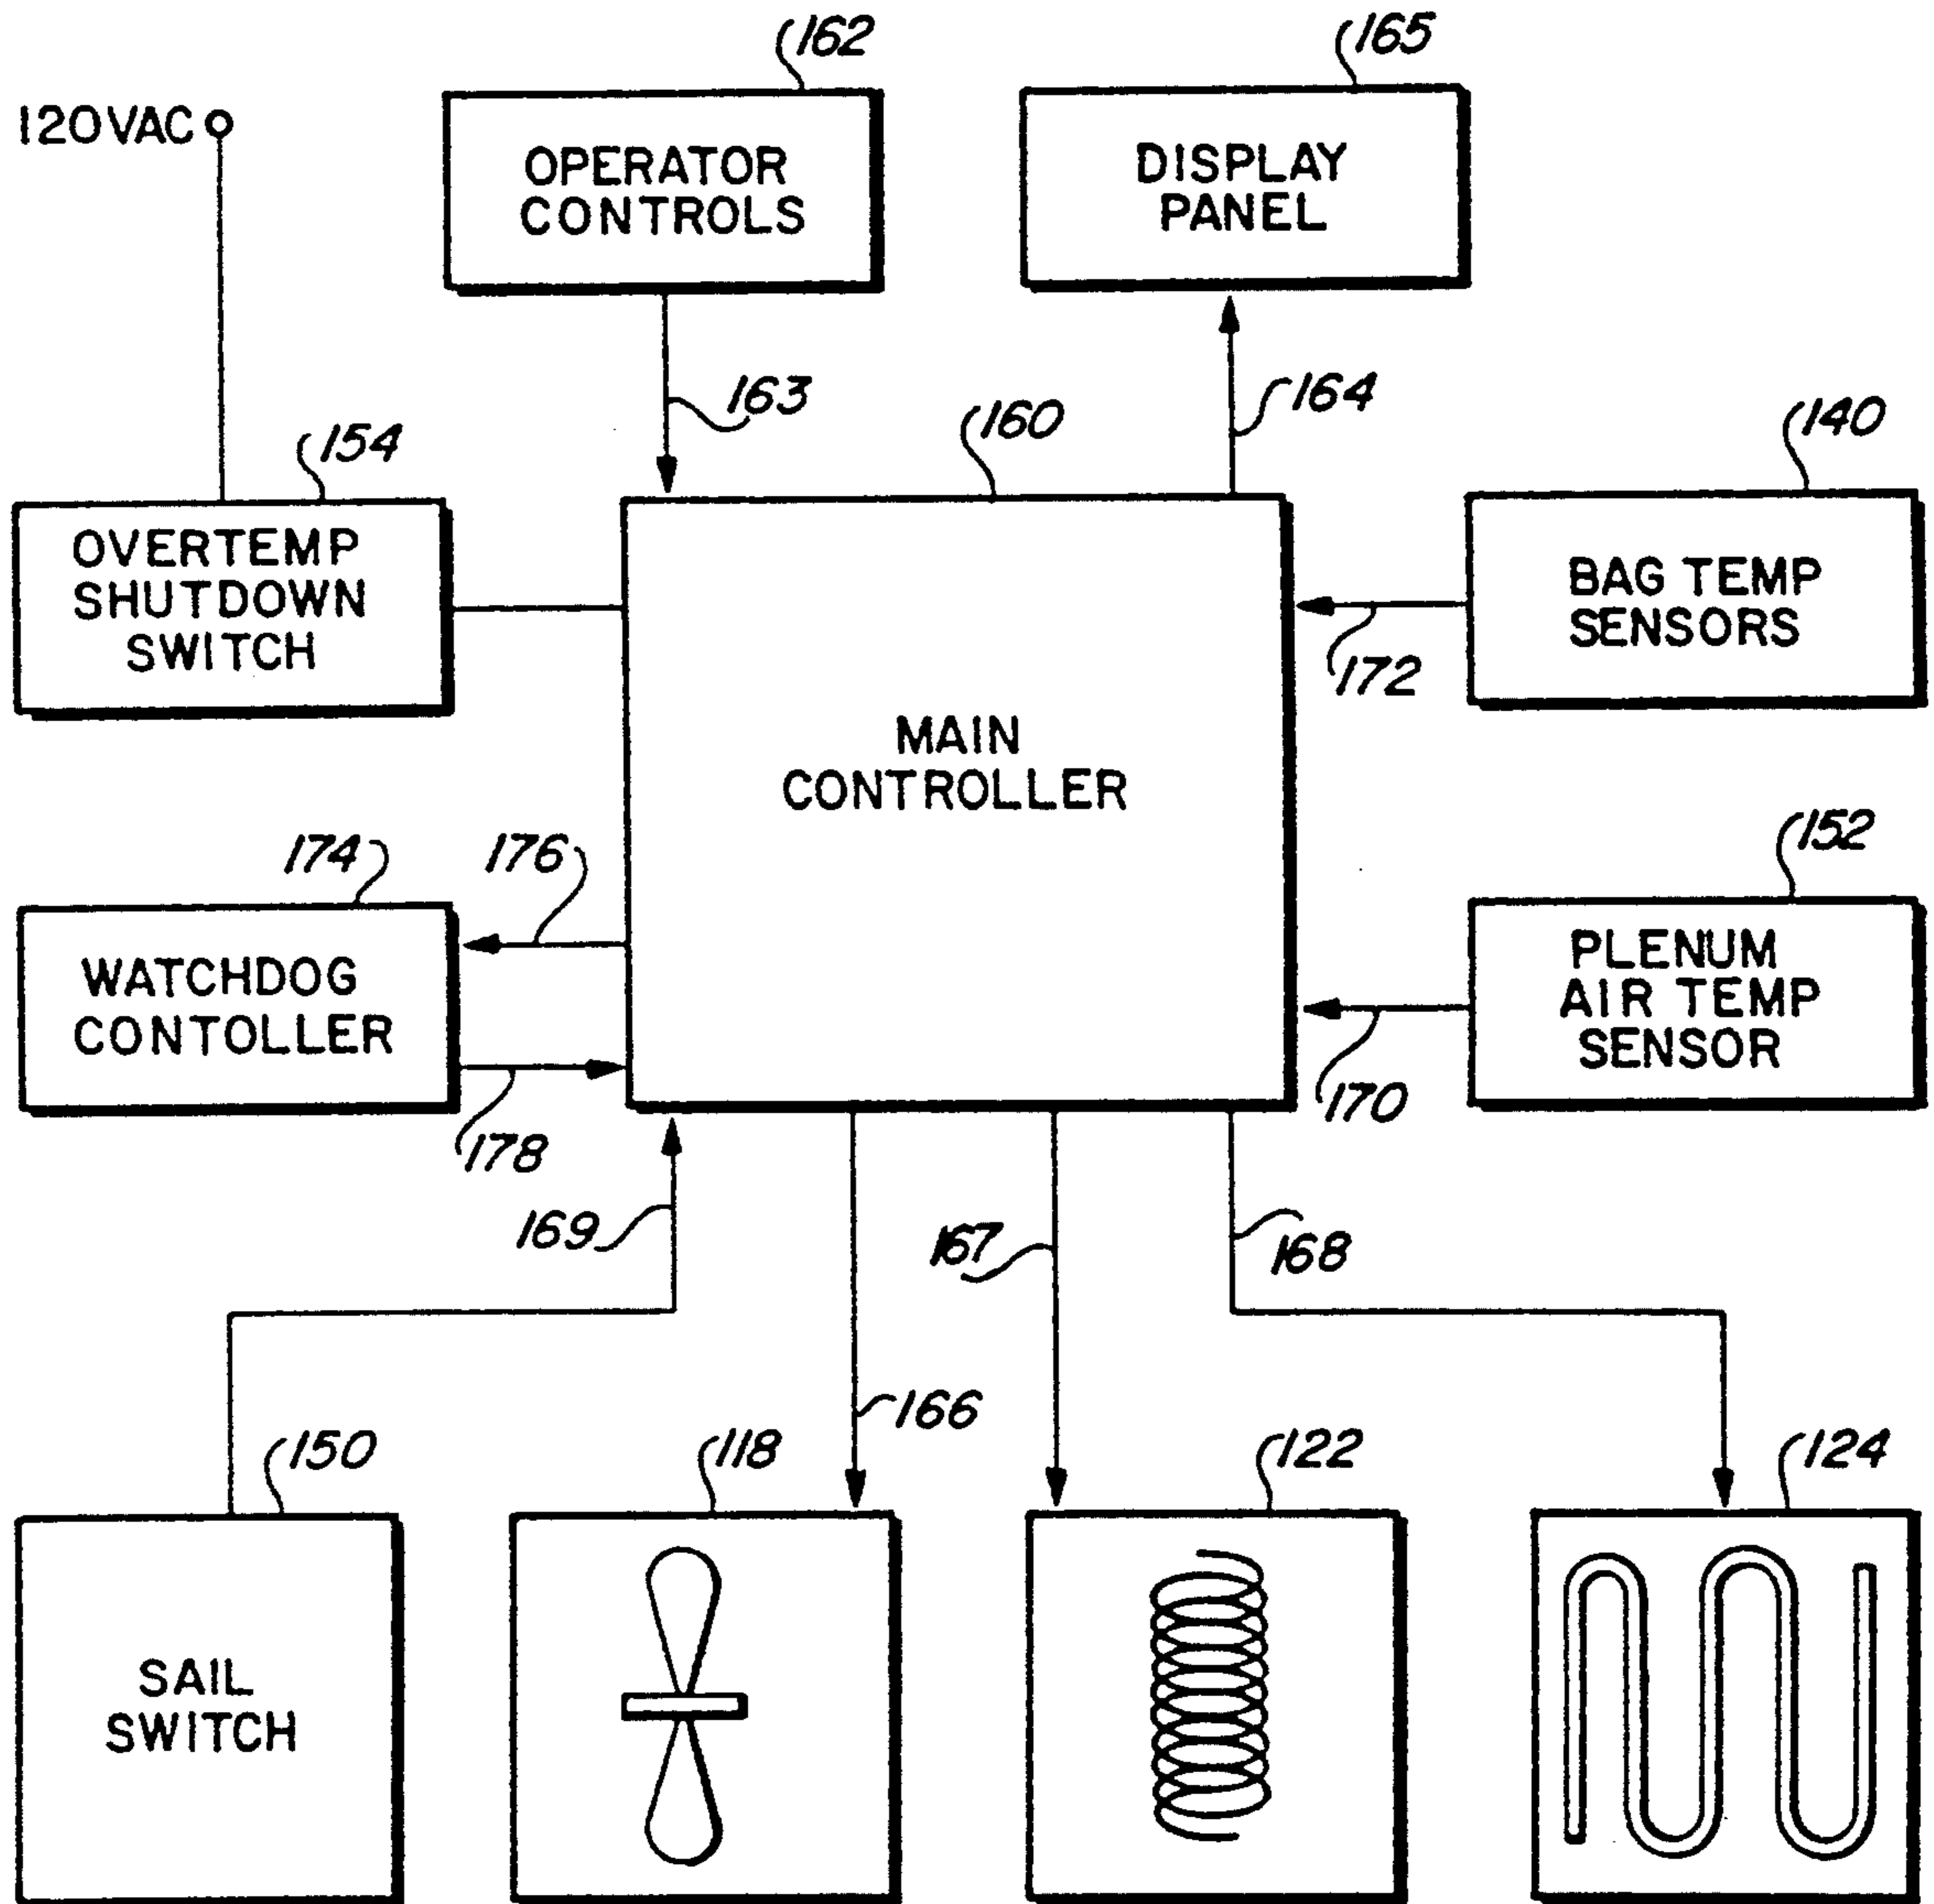 162
165
120VAC
OPERATOR
CONTROLS
DISPLAY
PANEL
163
164
154
160
140
OVERTEMP
SHUTDOWN
SWITCH
BAG TEMP
SENSORS
172
MAIN
CONTROLLER
174
176
152
WATCHDOG
CONTOLLER
PLENUM
AIR TEMP
SENSOR
178
170
169
167
168
166
150
118
122
124
SAIL
SWITCH